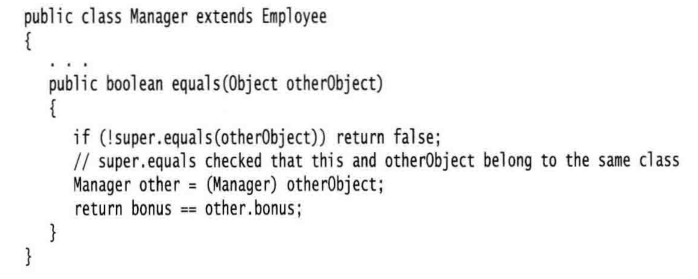 public class Manager extends Employee
{
. . .
public boolean equals(Object otherObject)
{
if (!super.equals(otherObject)) return false;
// super.equals checked that this and otherObject belong to the same class
Manager other = (Manager) otherObject;
return bonus == other.bonus;
}
}